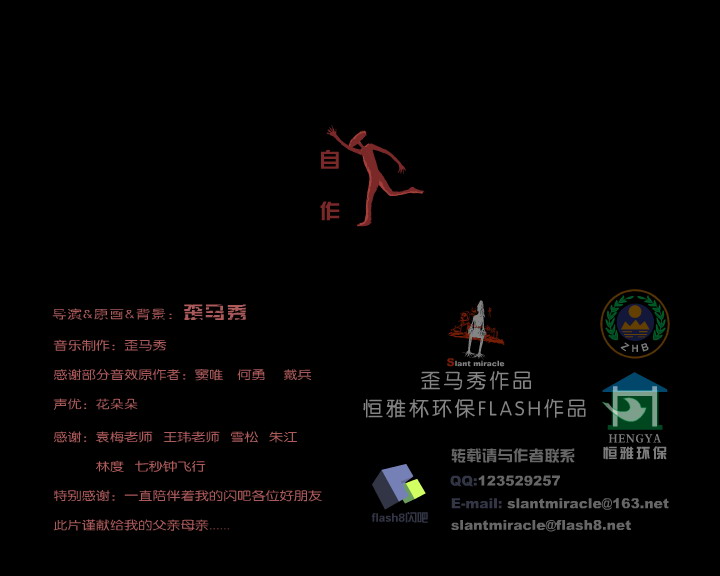 自
作
导演&原画&背景：歪马秀
音乐制作：歪马秀
感谢部分音效原作者：窦唯 何勇 戴兵
声优：花朵朵
感谢：袁梅老师 王玮老师 雪松 朱江
林度 七秒钟飞行
特别感谢：一直陪伴着我的闪吧各位好朋友
此片谨献给我的父亲母亲......
Slant miracle
歪马秀作品
恒雅杯环保FLASH作品
ZHB
HENGYA
恒雅环保
flash8闪吧
转载请与作者联系
QQ:123529257
E-mail: slantmiracle@163.net
slantmiracle@flash8.net